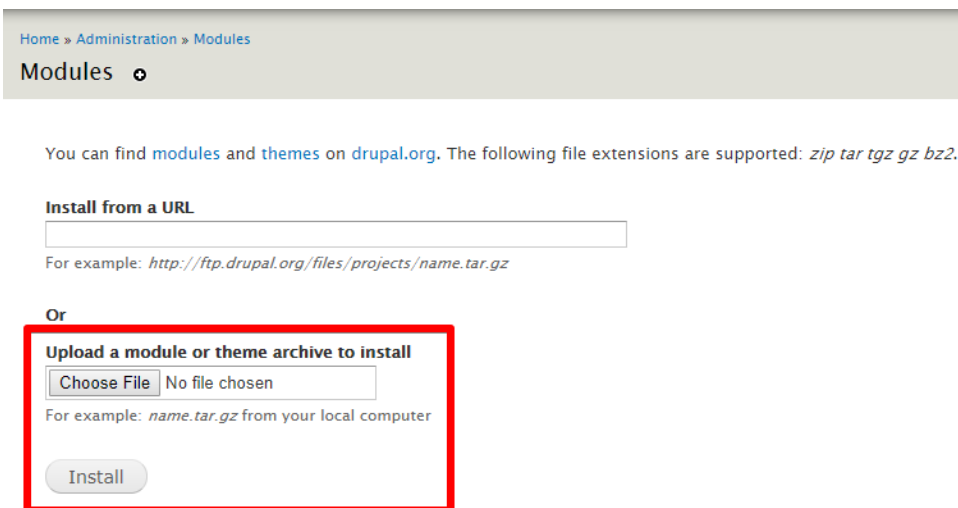 Home » Administration » Modules
Modules
You can find modules and themes on drupal.org. The following file extensions are supported: zip tar tgz gz bz2.
Install from a URL
For example: http://ftp.drupal.org/files/projects/name.tar.gz
Or
Upload a module or theme archive to install
Choose File No file chosen
For example: name.tar.gz from your local computer
Install